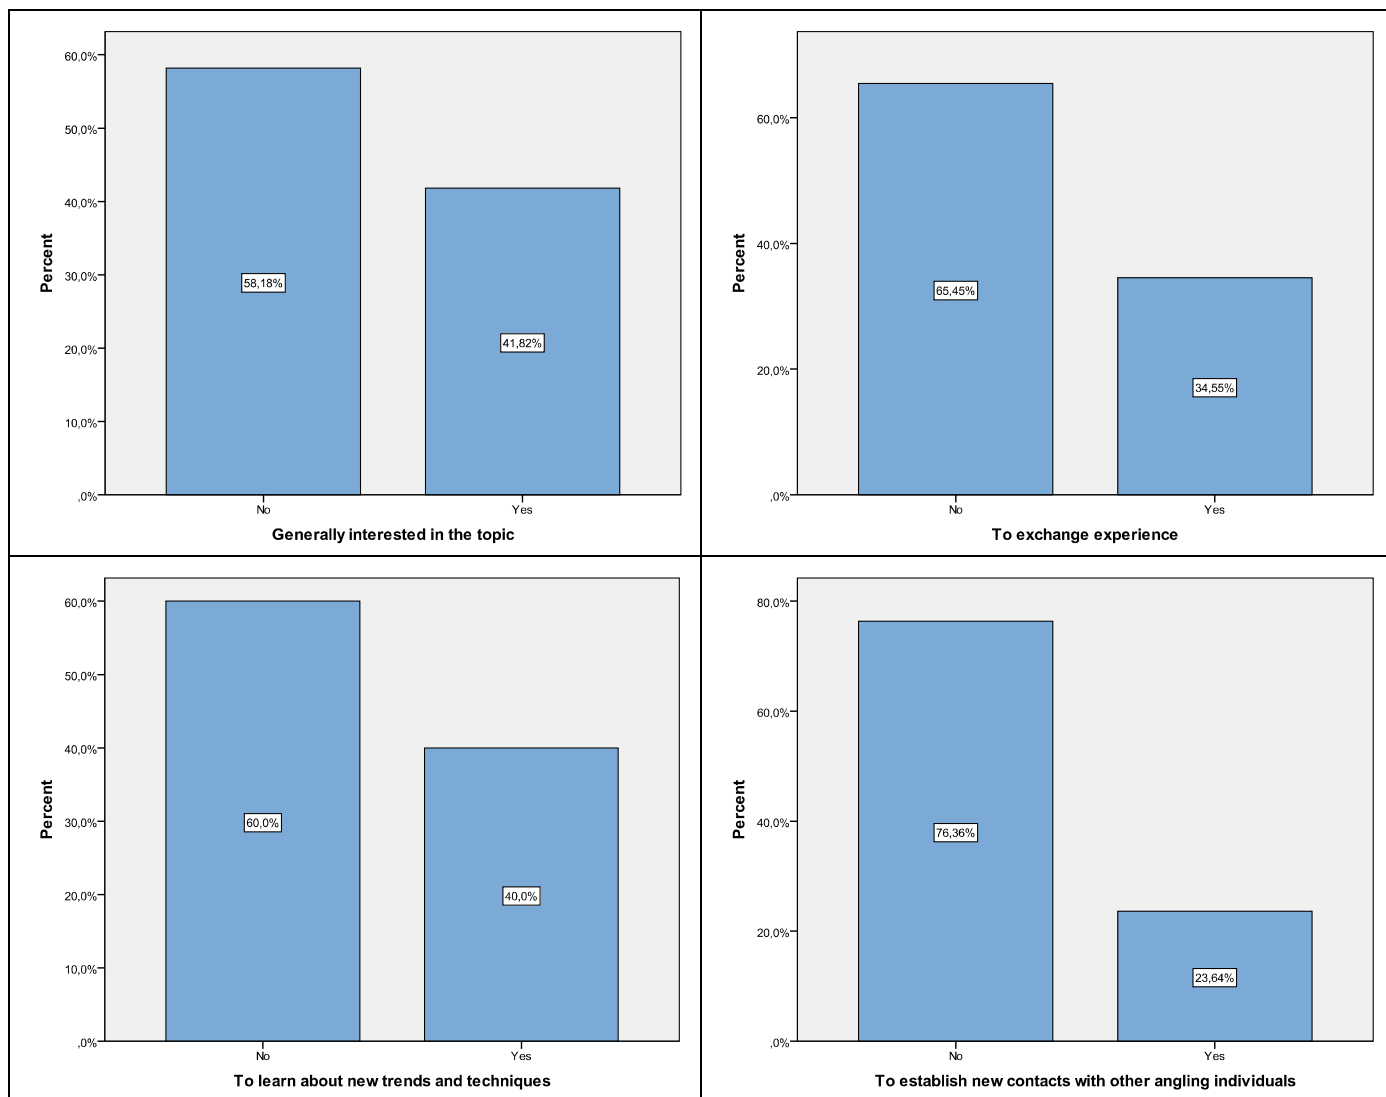 60,0%
50,0%
40,0%
30,0%
20,0%
10,0%
,0%
Percent
58,18%
41,82%
No
Yes
Generally interested in the topic
60,0%
40,0%
20,0%
,0%
Percent
65,45%
34,55%
No
Yes
To exchange experience
60,0%
50,0%
40,0%
30,0%
20,0%
10,0%
,0%
Percent
60,0%
40,0%
No
Yes
To learn about new trends and techniques
80,0%
60,0%
40,0%
20,0%
,0%
Percent
76,36%
23,64%
No
Yes
To establish new contacts with other angling individuals